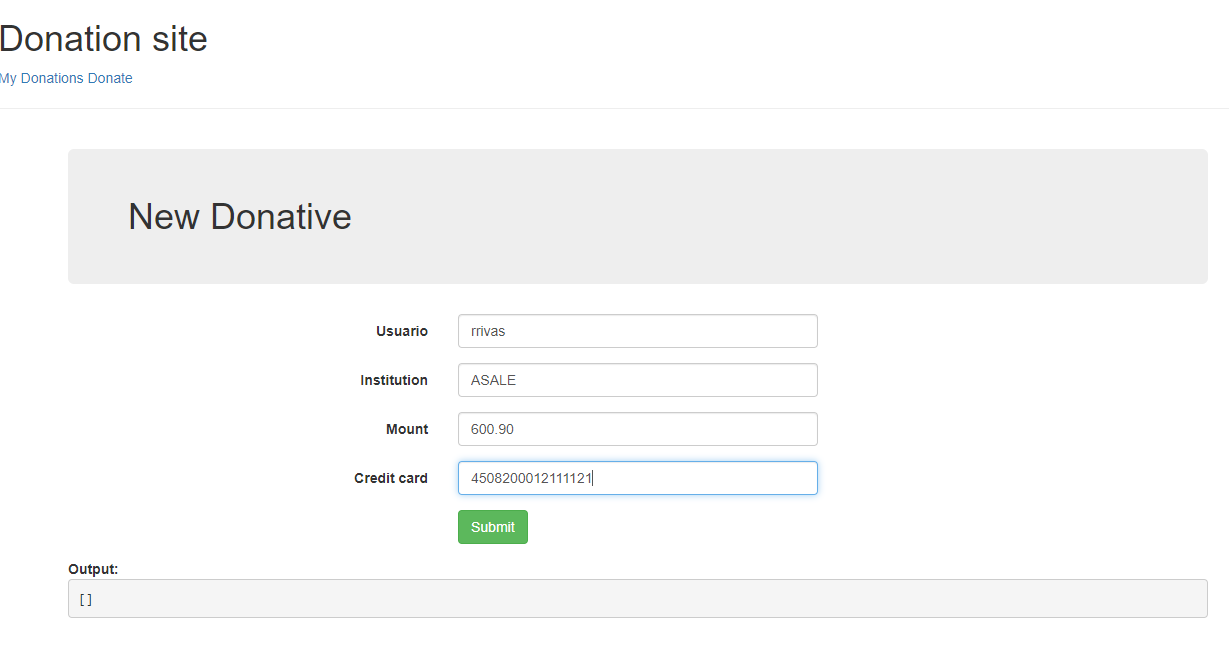 Donation site
My Donations Donate
New Donative
Usuario rrivas
Institution ASALE
Mount 600.90
Credit card 4508200012111121
Submit
Output:
[]